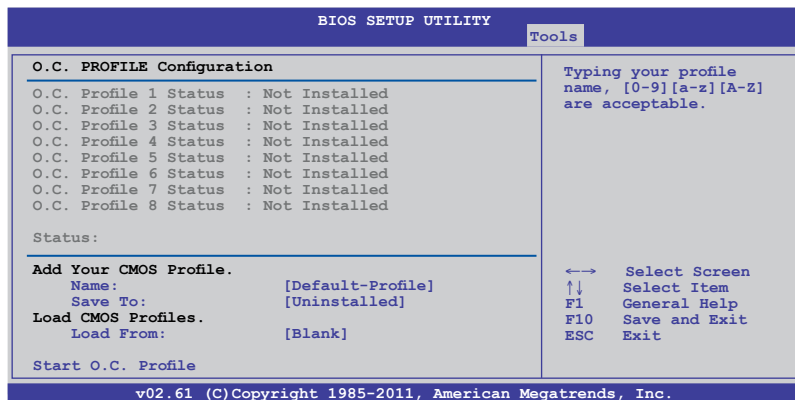 BIOS SETUP UTILITY
Tools
O.C. PROFILE Configuration
O.C. Profile 1 Status : Not Installed
O.C. Profile 2 Status : Not Installed
O.C. Profile 3 Status : Not Installed
O.C. Profile 4 Status : Not Installed
O.C. Profile 5 Status : Not Installed
O.C. Profile 6 Status : Not Installed
O.C. Profile 7 Status : Not Installed
O.C. Profile 8 Status : Not Installed
Status:
Add Your CMOS Profile.
Name: [Default-Profile]
Save To: [Uninstalled]
Load CMOS Profiles.
Load From: [Blank]
Start O.C. Profile
Typing your profile
name, [0-9][a-z][A-Z]
are acceptable.
←→ Select Screen
↑↓ Select Item
F1 General Help
F10 Save and Exit
ESC Exit
v02.61 (C)Copyright 1985-2011, American Megatrends, Inc.